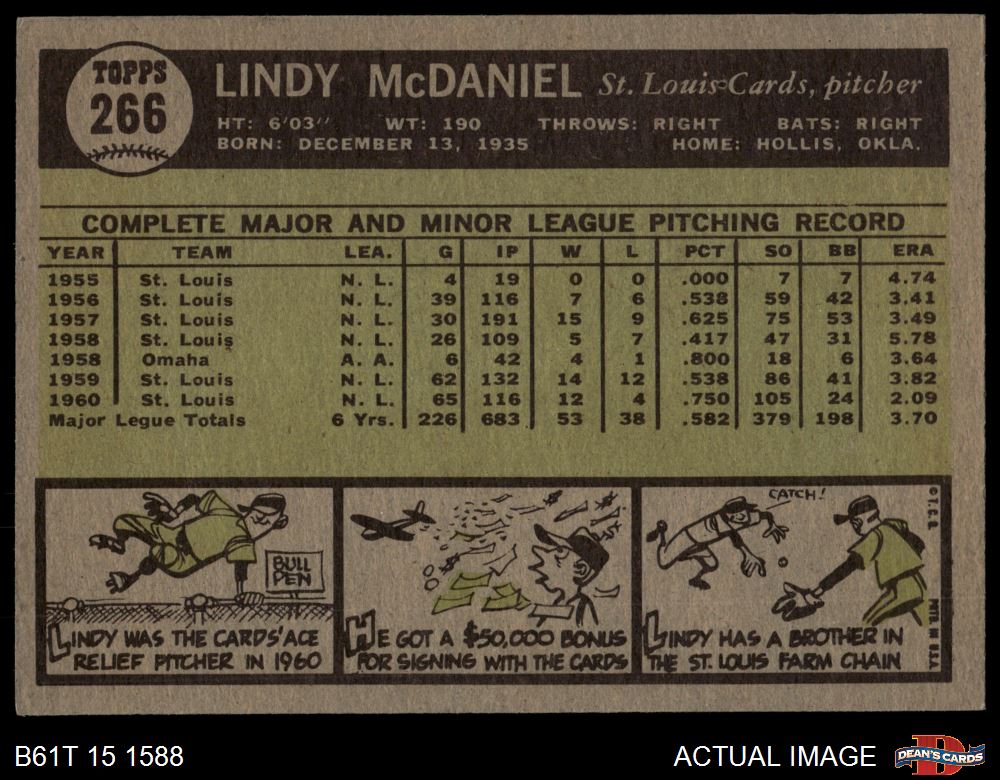 TOPPS
266
LINDY McDANIEL St. Louis Cards, pitcher
HT: 6'03" WT: 190 THROWS: RIGHT BATS: RIGHT
BORN: DECEMBER 13, 1935 HOME: HOLLIS, OKLA.
COMPLETE MAJOR AND MINOR LEAGUE PITCHING RECORD
YEAR TEAM LEA. G IP W L PCT SO BB ERA
1955 St. Louis N. L. 4 19 0 0 .000 7 7 4.74
1956 St. Louis N. L. 39 116 7 6 .538 59 42 3.41
1957 St. Louis N. L. 30 191 15 9 .625 75 53 3.49
1958 St. Louis N. L. 26 109 5 7 .417 47 31 5.78
1958 Omaha A. A. 6 42 4 1 .800 18 6 3.64
1959 St. Louis N. L. 62 132 14 12 .538 86 41 3.82
1960 St. Louis N. L. 65 116 12 4 .750 105 24 2.09
Major Legue Totals 6 Yrs. 226 683 53 38 .582 379 198 3.70
BULL
PEN
LINDY WAS THE CARDS' ACE
RELIEF PITCHER IN 1960
HE GOT A $50,000 BONUS
FOR SIGNING WITH THE CARDS
CATCH!
LINDY HAS A BROTHER IN
THE ST. LOUIS FARM CHAIN
© T. C. G.
PTD. IN U.S.A.
B61T 15 1588
ACTUAL IMAGE
D
DEAN'S CARDS